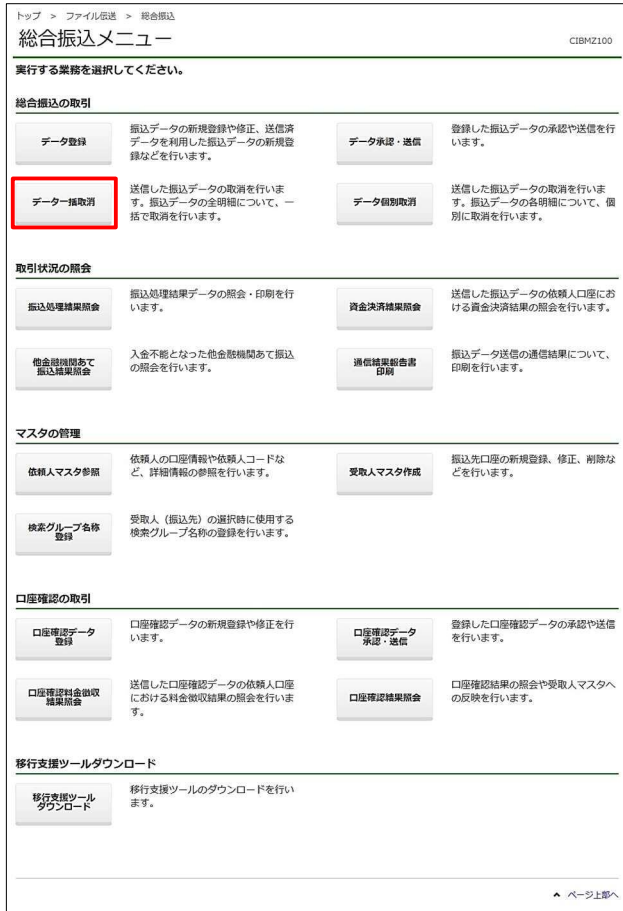 トップ > ファイル伝送 > 総合振込
総合振込メニュー
CIBMZ100
実行する業務を選択してください。
総合振込の取引
データ登録
振込データの新規登録や修正、送信済
データを利用した振込データの新規登
録などを行います。
データ承認・送信
登録した振込データの承認や送信を行
います。
データ一括取消
送信した振込データの取消を行いま
す。振込データの全明細について、一
括で取消を行います。
データ個別取消
送信した振込データの取消を行いま
す。振込データの各明細について、個
別に取消を行います。
取引状況の照会
振込処理結果照会
振込処理結果データの照会・印刷を行
います。
資金決済結果照会
送信した振込データの依頼人口座にお
ける資金決済結果の照会を行います。
他金融機関あて
振込結果照会
入金不能となった他金融機関あて振込
の照会を行います。
通信結果報告書
印刷
振込データ送信の通信結果について、
印刷を行います。
マスタの管理
依頼人マスタ参照
依頼人の口座情報や依頼人コードな
ど、詳細情報の参照を行います。
受取人マスタ作成
振込先口座の新規登録、修正、削除な
どを行います。
検索グループ名称
登録
受取人（振込先）の選択時に使用する
検索グループ名称の登録を行います。
口座確認の取引
口座確認データ
登録
口座確認データの新規登録や修正を行
います。
口座確認データ
承認・送信
登録した口座確認データの承認や送信
を行います。
口座確認料金徴収
結果照会
送信した口座確認データの依頼人口座
における料金徴収結果の照会を行いま
す。
口座確認結果照会
口座確認結果の照会や受取人マスタへ
の反映を行います。
移行支援ツールダウンロード
移行支援ツール
ダウンロード
移行支援ツールのダウンロードを行い
ます。
ページ上部へ